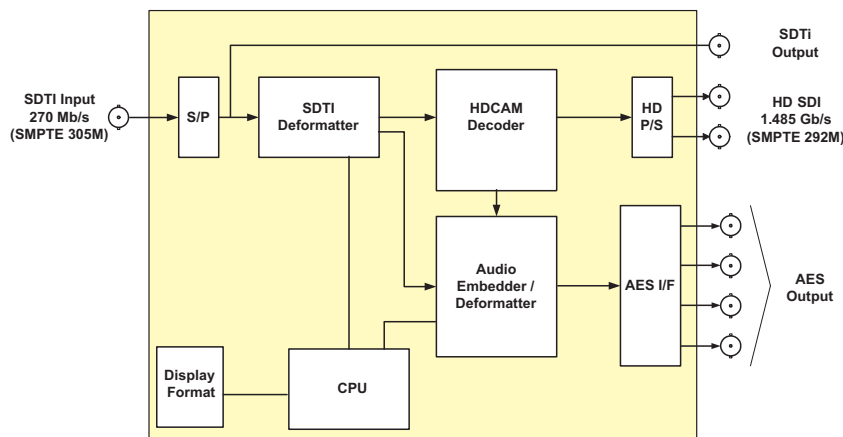 SDTi
Output
SDTI Input
270 Mb/s
(SMPTE 305M)
S/P
SDTI
Deformatter
HDCAM
Decoder
HD
P/S
HD SDI
1.485 Gb/s
(SMPTE 292M)
Audio
Embedder /
Deformatter
AES I/F
AES
Output
Display
Format
CPU